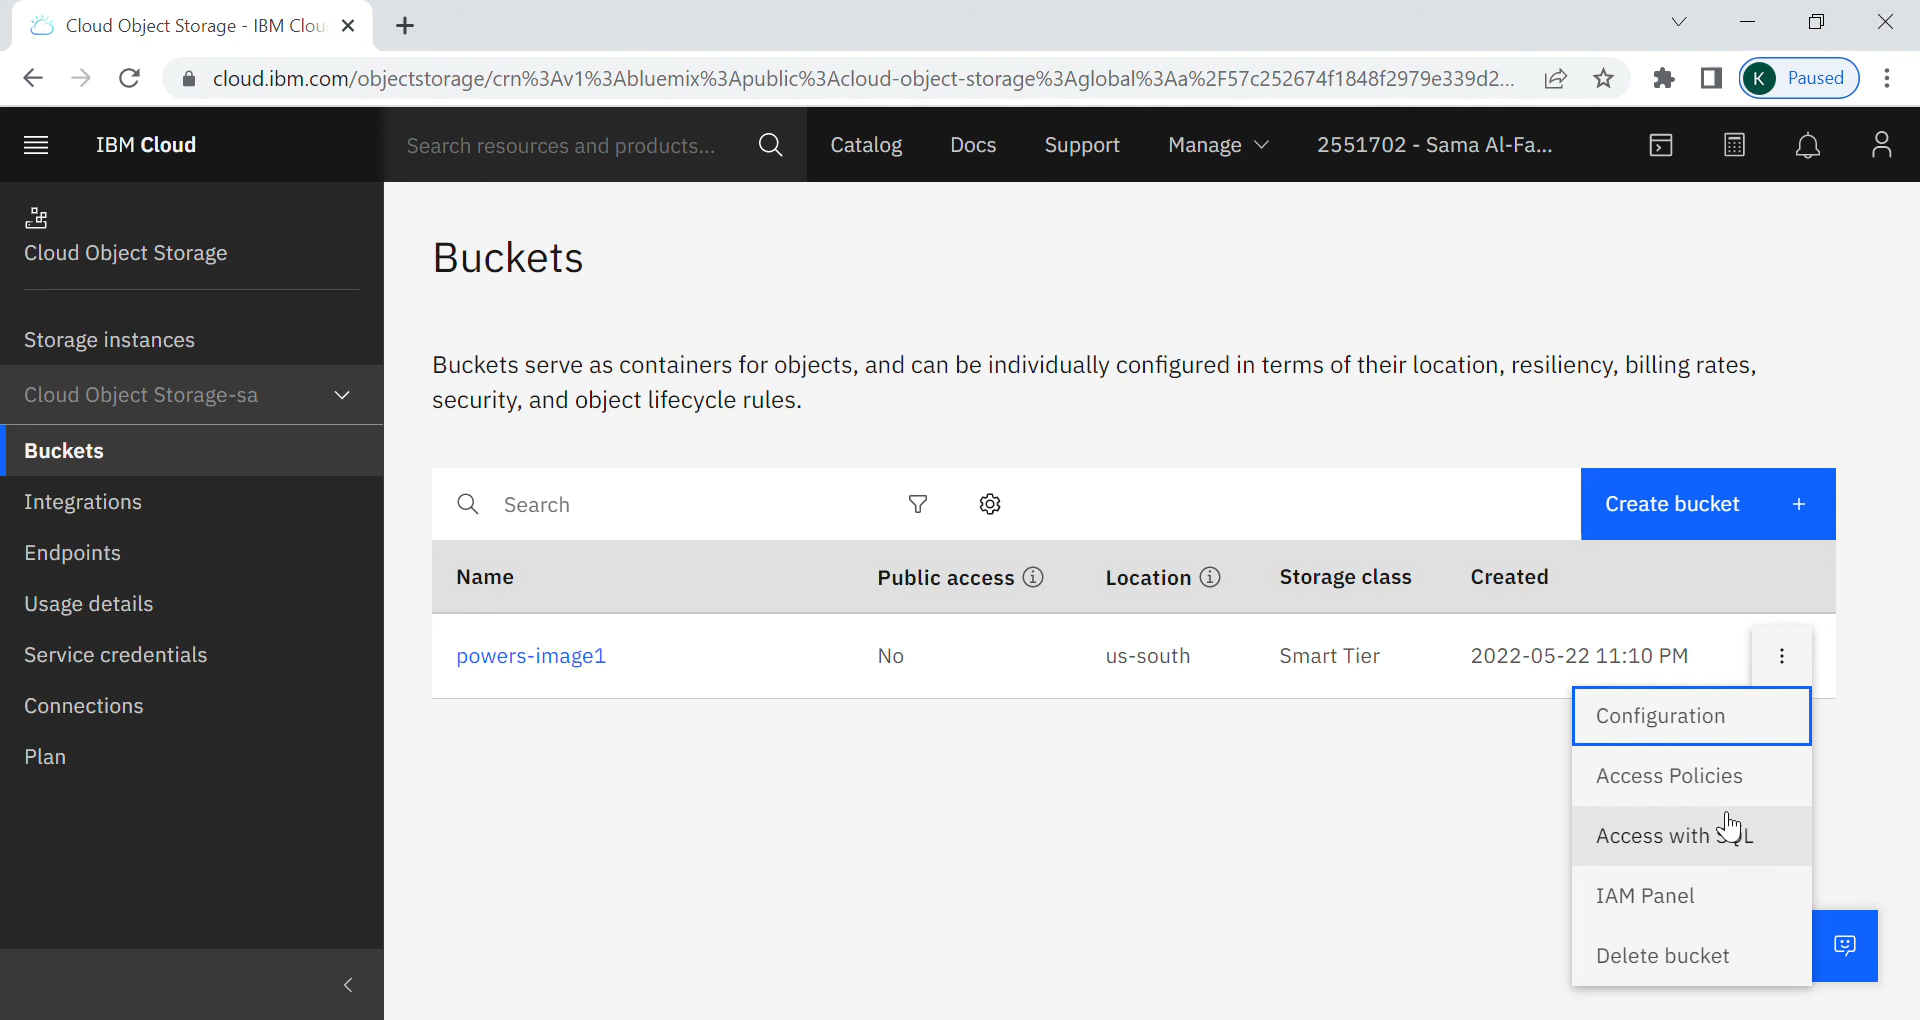 Cloud Object Storage - IBM Clou
cloud.ibm.com/objectstorage/crn%3Av1%3Abluemix%3Apublic%3Acloud-object-storage%3Aglobal%3Aa%2F57c252674f1848f2979e339d2...
K Paused
IBM Cloud
Search resources and products...
Catalog
Docs
Support
Manage
2551702 - Sama Al-Fa...
Cloud Object Storage
Storage instances
Cloud Object Storage-sa
Buckets
Integrations
Endpoints
Usage details
Service credentials
Connections
Plan
Buckets
Buckets serve as containers for objects, and can be individually configured in terms of their location, resiliency, billing rates,
security, and object lifecycle rules.
Search
Create bucket +
Name Public access Location Storage class Created
powers-image1 No us-south Smart Tier 2022-05-22 11:10 PM
Configuration
Access Policies
Access with SQL
IAM Panel
Delete bucket